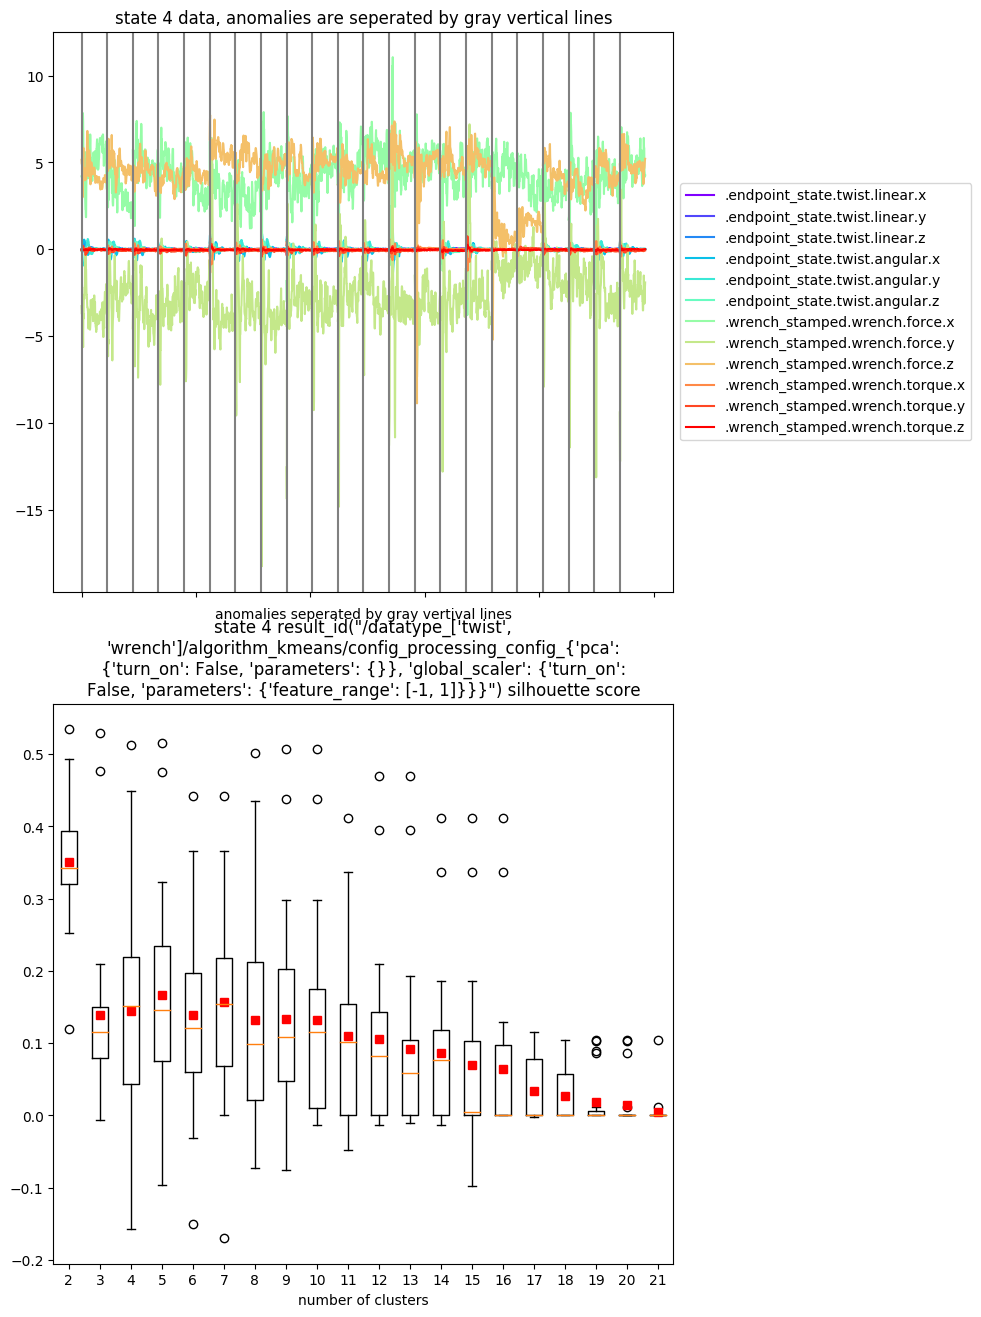 state 4 data, anomalies are seperated by gray vertical lines
10
5
0
−5
−10
−15
.endpoint_state.twist.linear.x
.endpoint_state.twist.linear.y
.endpoint_state.twist.linear.z
.endpoint_state.twist.angular.x
.endpoint_state.twist.angular.y
.endpoint_state.twist.angular.z
.wrench_stamped.wrench.force.x
.wrench_stamped.wrench.force.y
.wrench_stamped.wrench.force.z
.wrench_stamped.wrench.torque.x
.wrench_stamped.wrench.torque.y
.wrench_stamped.wrench.torque.z
anomalies seperated by gray vertival lines
state 4 result_id("/datatype_['twist',
'wrench']/algorithm_kmeans/config_processing_config_{'pca':
{'turn_on': False, 'parameters': {}}, 'global_scaler': {'turn_on':
False, 'parameters': {'feature_range': [-1, 1]}}}") silhouette score
0.5
0.4
0.3
0.2
0.1
0.0
−0.1
−0.2
2 3 4 5 6 7 8 9 10 11 12 13 14 15 16 17 18 19 20 21
number of clusters